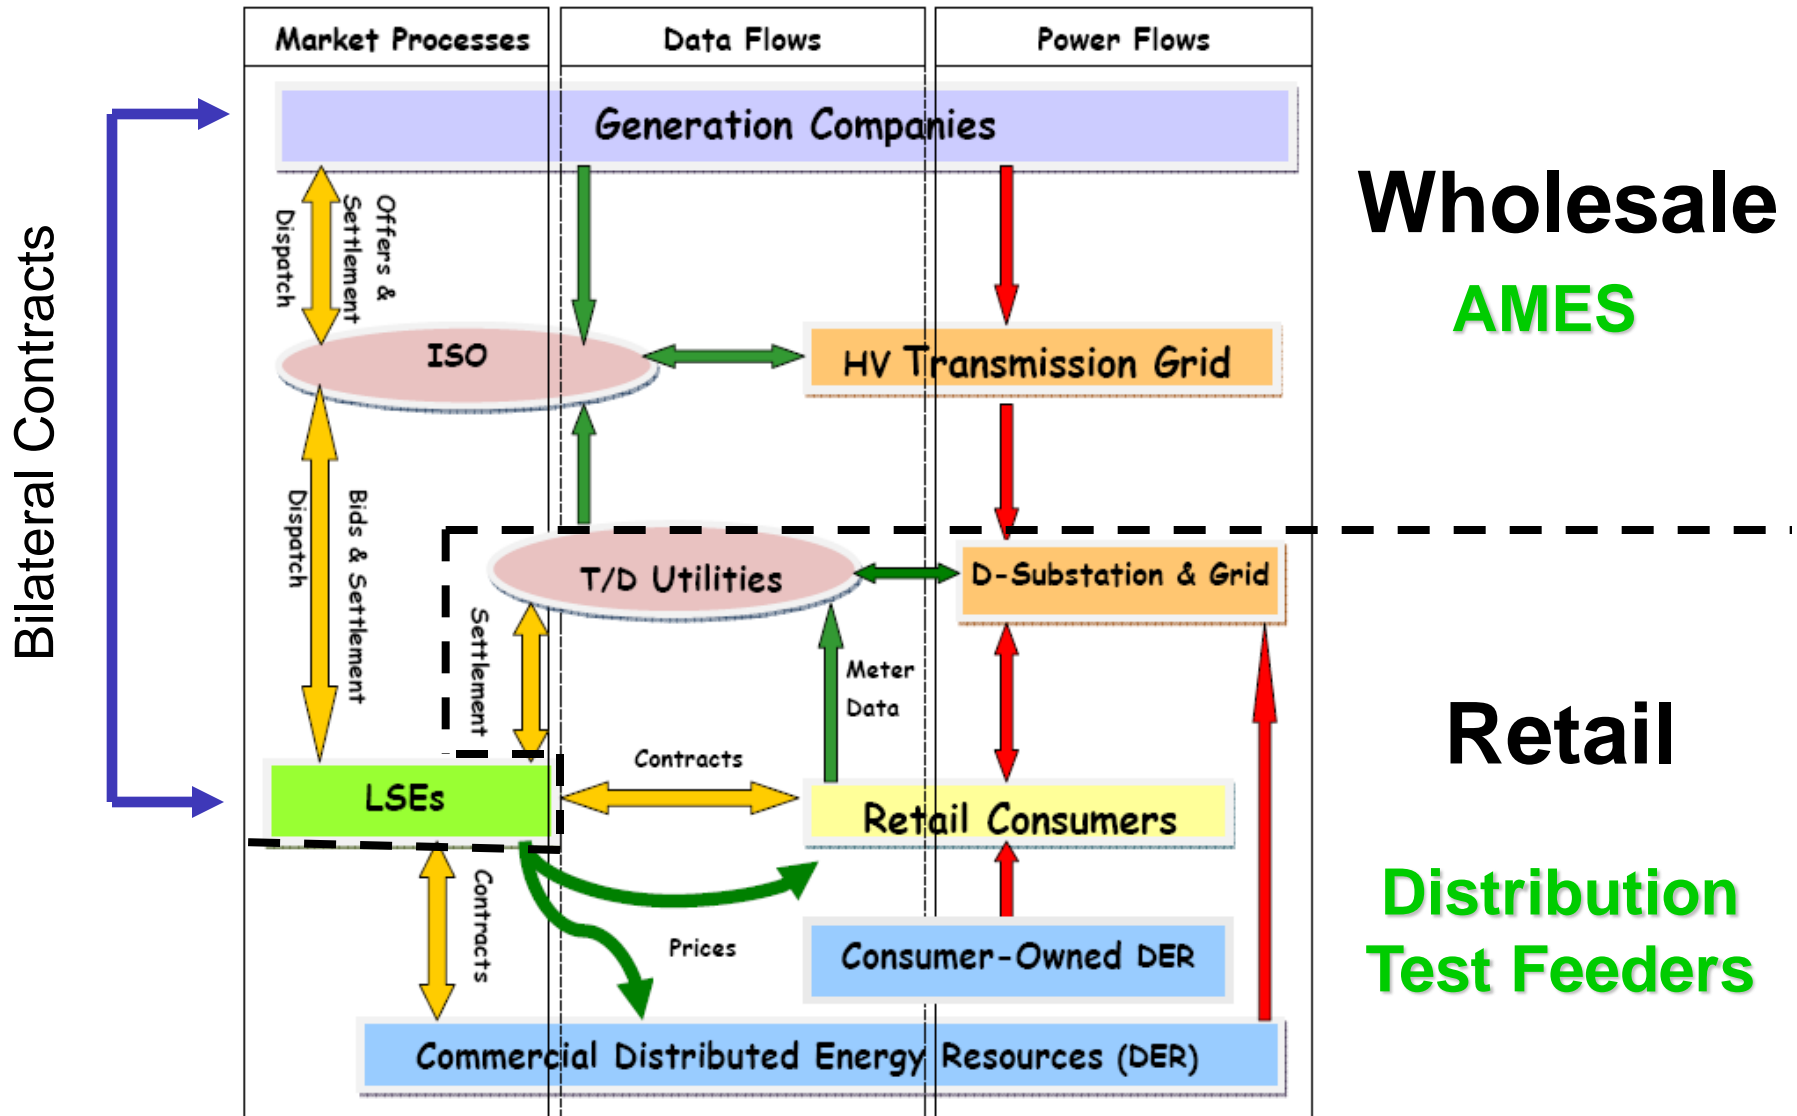 Market Processes
Data Flows
Power Flows
Generation Companies
Bilateral Contracts
Offers &
Settlement
Dispatch
Wholesale
AMES
ISO
HV Transmission Grid
Bids & Settlement
Dispatch
T/D Utilities
D-Substation & Grid
Settlement
Meter
Data
Retail
Contracts
LSEs
Retail Consumers
Contracts
Prices
Consumer-Owned DER
Distribution
Test Feeders
Commercial Distributed Energy Resources (DER)